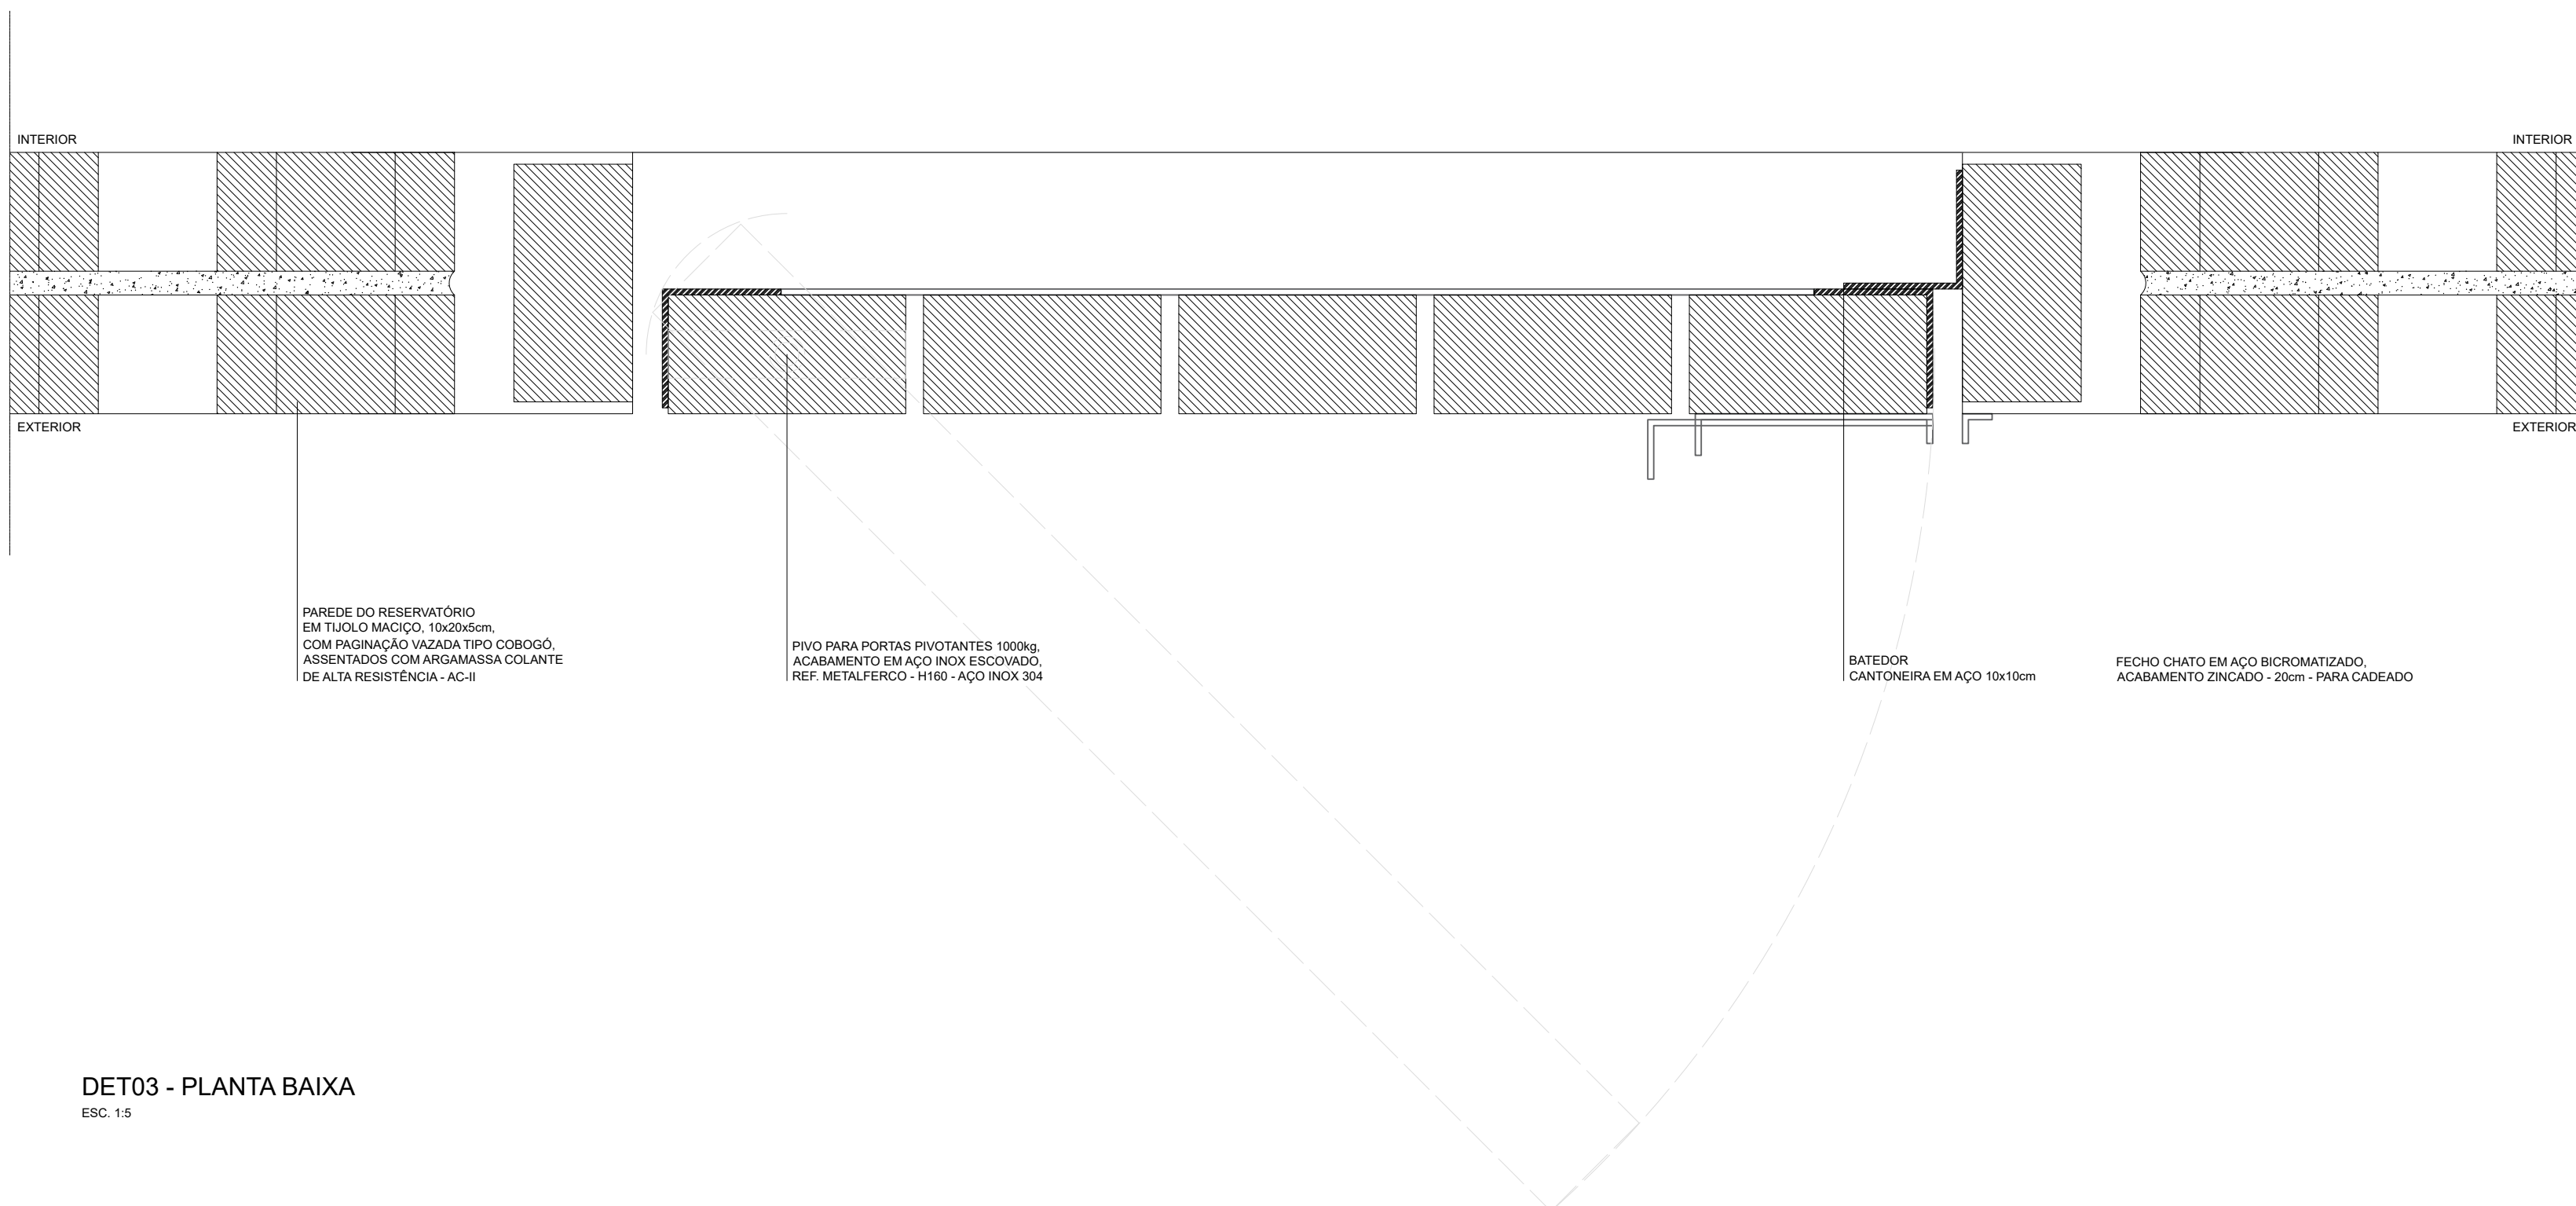 INTERIOR
INTERIOR
EXTERIOR
EXTERIOR
PAREDE DO RESERVATÓRIO
EM TIJOLO MACIÇO, 10x20x5cm,
COM PAGINAÇÃO VAZADA TIPO COBOGÓ,
ASSENTADOS COM ARGAMASSA COLANTE
DE ALTA RESISTÊNCIA - AC-II
PIVO PARA PORTAS PIVOTANTES 1000kg,
ACABAMENTO EM AÇO INOX ESCOVADO,
REF. METALFERCO - H160 - AÇO INOX 304
BATEDOR
CANTONEIRA EM AÇO 10x10cm
FECHO CHATO EM AÇO BICROMATIZADO,
ACABAMENTO ZINCADO - 20cm - PARA CADEADO
DET03 - PLANTA BAIXA
ESC. 1:5